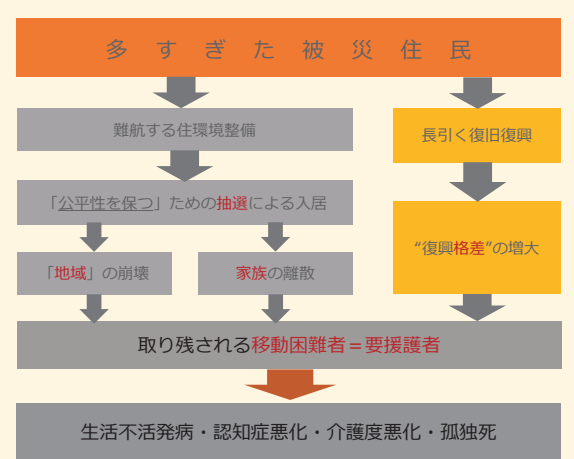 多すぎた被災住民
難航する住環境整備
長引く復旧復興
「公平性を保つ」ための抽選による入居
“復興格差”の増大
「地域」の崩壊
家族の離散
取り残される移動困難者＝要援護者
生活不活発病・認知症悪化・介護度悪化・孤独死